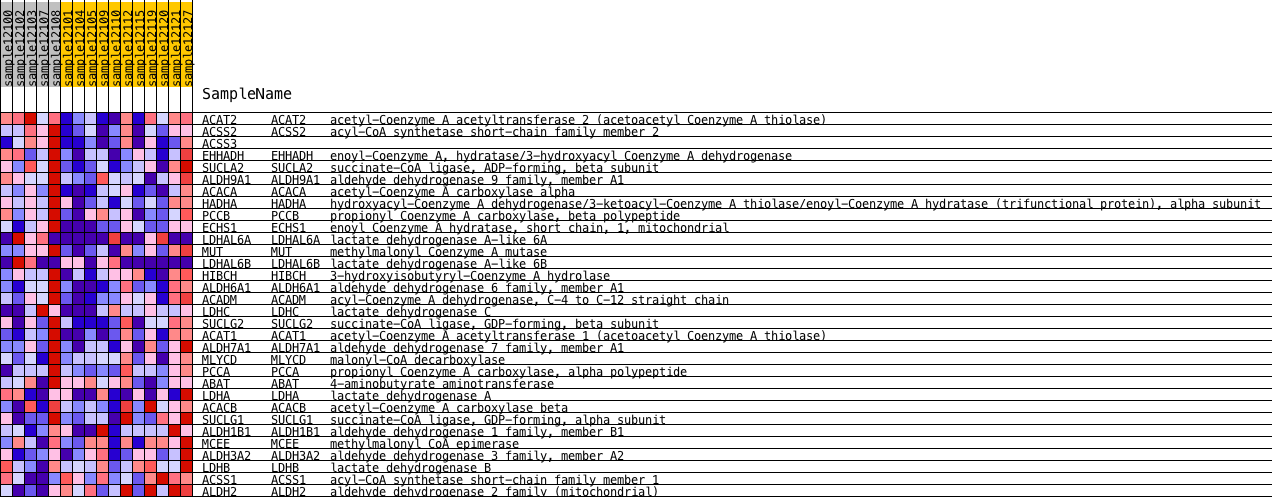 sample12100
sample12102
sample12103
sample12107
sample12108
sample12101
sample12104
sample12105
sample12109
sample12110
sample12112
sample12115
sample12119
sample12120
sample12121
sample12127
SampleName
ACAT2 ACAT2 acetyl-Coenzyme A acetyltransferase 2 (acetoacetyl Coenzyme A thiolase)
ACSS2 ACSS2 acyl-CoA synthetase short-chain family member 2
ACSS3
EHHADH EHHADH enoyl-Coenzyme A, hydratase/3-hydroxyacyl Coenzyme A dehydrogenase
SUCLA2 SUCLA2 succinate-CoA ligase, ADP-forming, beta subunit
ALDH9A1 ALDH9A1 aldehyde dehydrogenase 9 family, member A1
ACACA ACACA acetyl-Coenzyme A carboxylase alpha
HADHA HADHA hydroxyacyl-Coenzyme A dehydrogenase/3-ketoacyl-Coenzyme A thiolase/enoyl-Coenzyme A hydratase (trifunctional protein), alpha subunit
PCCB PCCB propionyl Coenzyme A carboxylase, beta polypeptide
ECHS1 ECHS1 enoyl Coenzyme A hydratase, short chain, 1, mitochondrial
LDHAL6A LDHAL6A lactate dehydrogenase A-like 6A
MUT MUT methylmalonyl Coenzyme A mutase
LDHAL6B LDHAL6B lactate dehydrogenase A-like 6B
HIBCH HIBCH 3-hydroxyisobutyryl-Coenzyme A hydrolase
ALDH6A1 ALDH6A1 aldehyde dehydrogenase 6 family, member A1
ACADM ACADM acyl-Coenzyme A dehydrogenase, C-4 to C-12 straight chain
LDHC LDHC lactate dehydrogenase C
SUCLG2 SUCLG2 succinate-CoA ligase, GDP-forming, beta subunit
ACAT1 ACAT1 acetyl-Coenzyme A acetyltransferase 1 (acetoacetyl Coenzyme A thiolase)
ALDH7A1 ALDH7A1 aldehyde dehydrogenase 7 family, member A1
MLYCD MLYCD malonyl-CoA decarboxylase
PCCA PCCA propionyl Coenzyme A carboxylase, alpha polypeptide
ABAT ABAT 4-aminobutyrate aminotransferase
LDHA LDHA lactate dehydrogenase A
ACACB ACACB acetyl-Coenzyme A carboxylase beta
SUCLG1 SUCLG1 succinate-CoA ligase, GDP-forming, alpha subunit
ALDH1B1 ALDH1B1 aldehyde dehydrogenase 1 family, member B1
MCEE MCEE methylmalonyl CoA epimerase
ALDH3A2 ALDH3A2 aldehyde dehydrogenase 3 family, member A2
LDHB LDHB lactate dehydrogenase B
ACSS1 ACSS1 acyl-CoA synthetase short-chain family member 1
ALDH2 ALDH2 aldehyde dehydrogenase 2 family (mitochondrial)